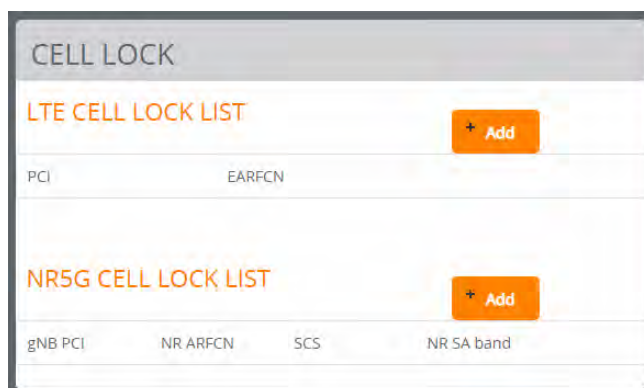 CELL LOCK
LTE CELL LOCK LIST
+ Add
PCI EARFCN
NR5G CELL LOCK LIST
+ Add
gNB PCI NR ARFCN SCS NR SA band